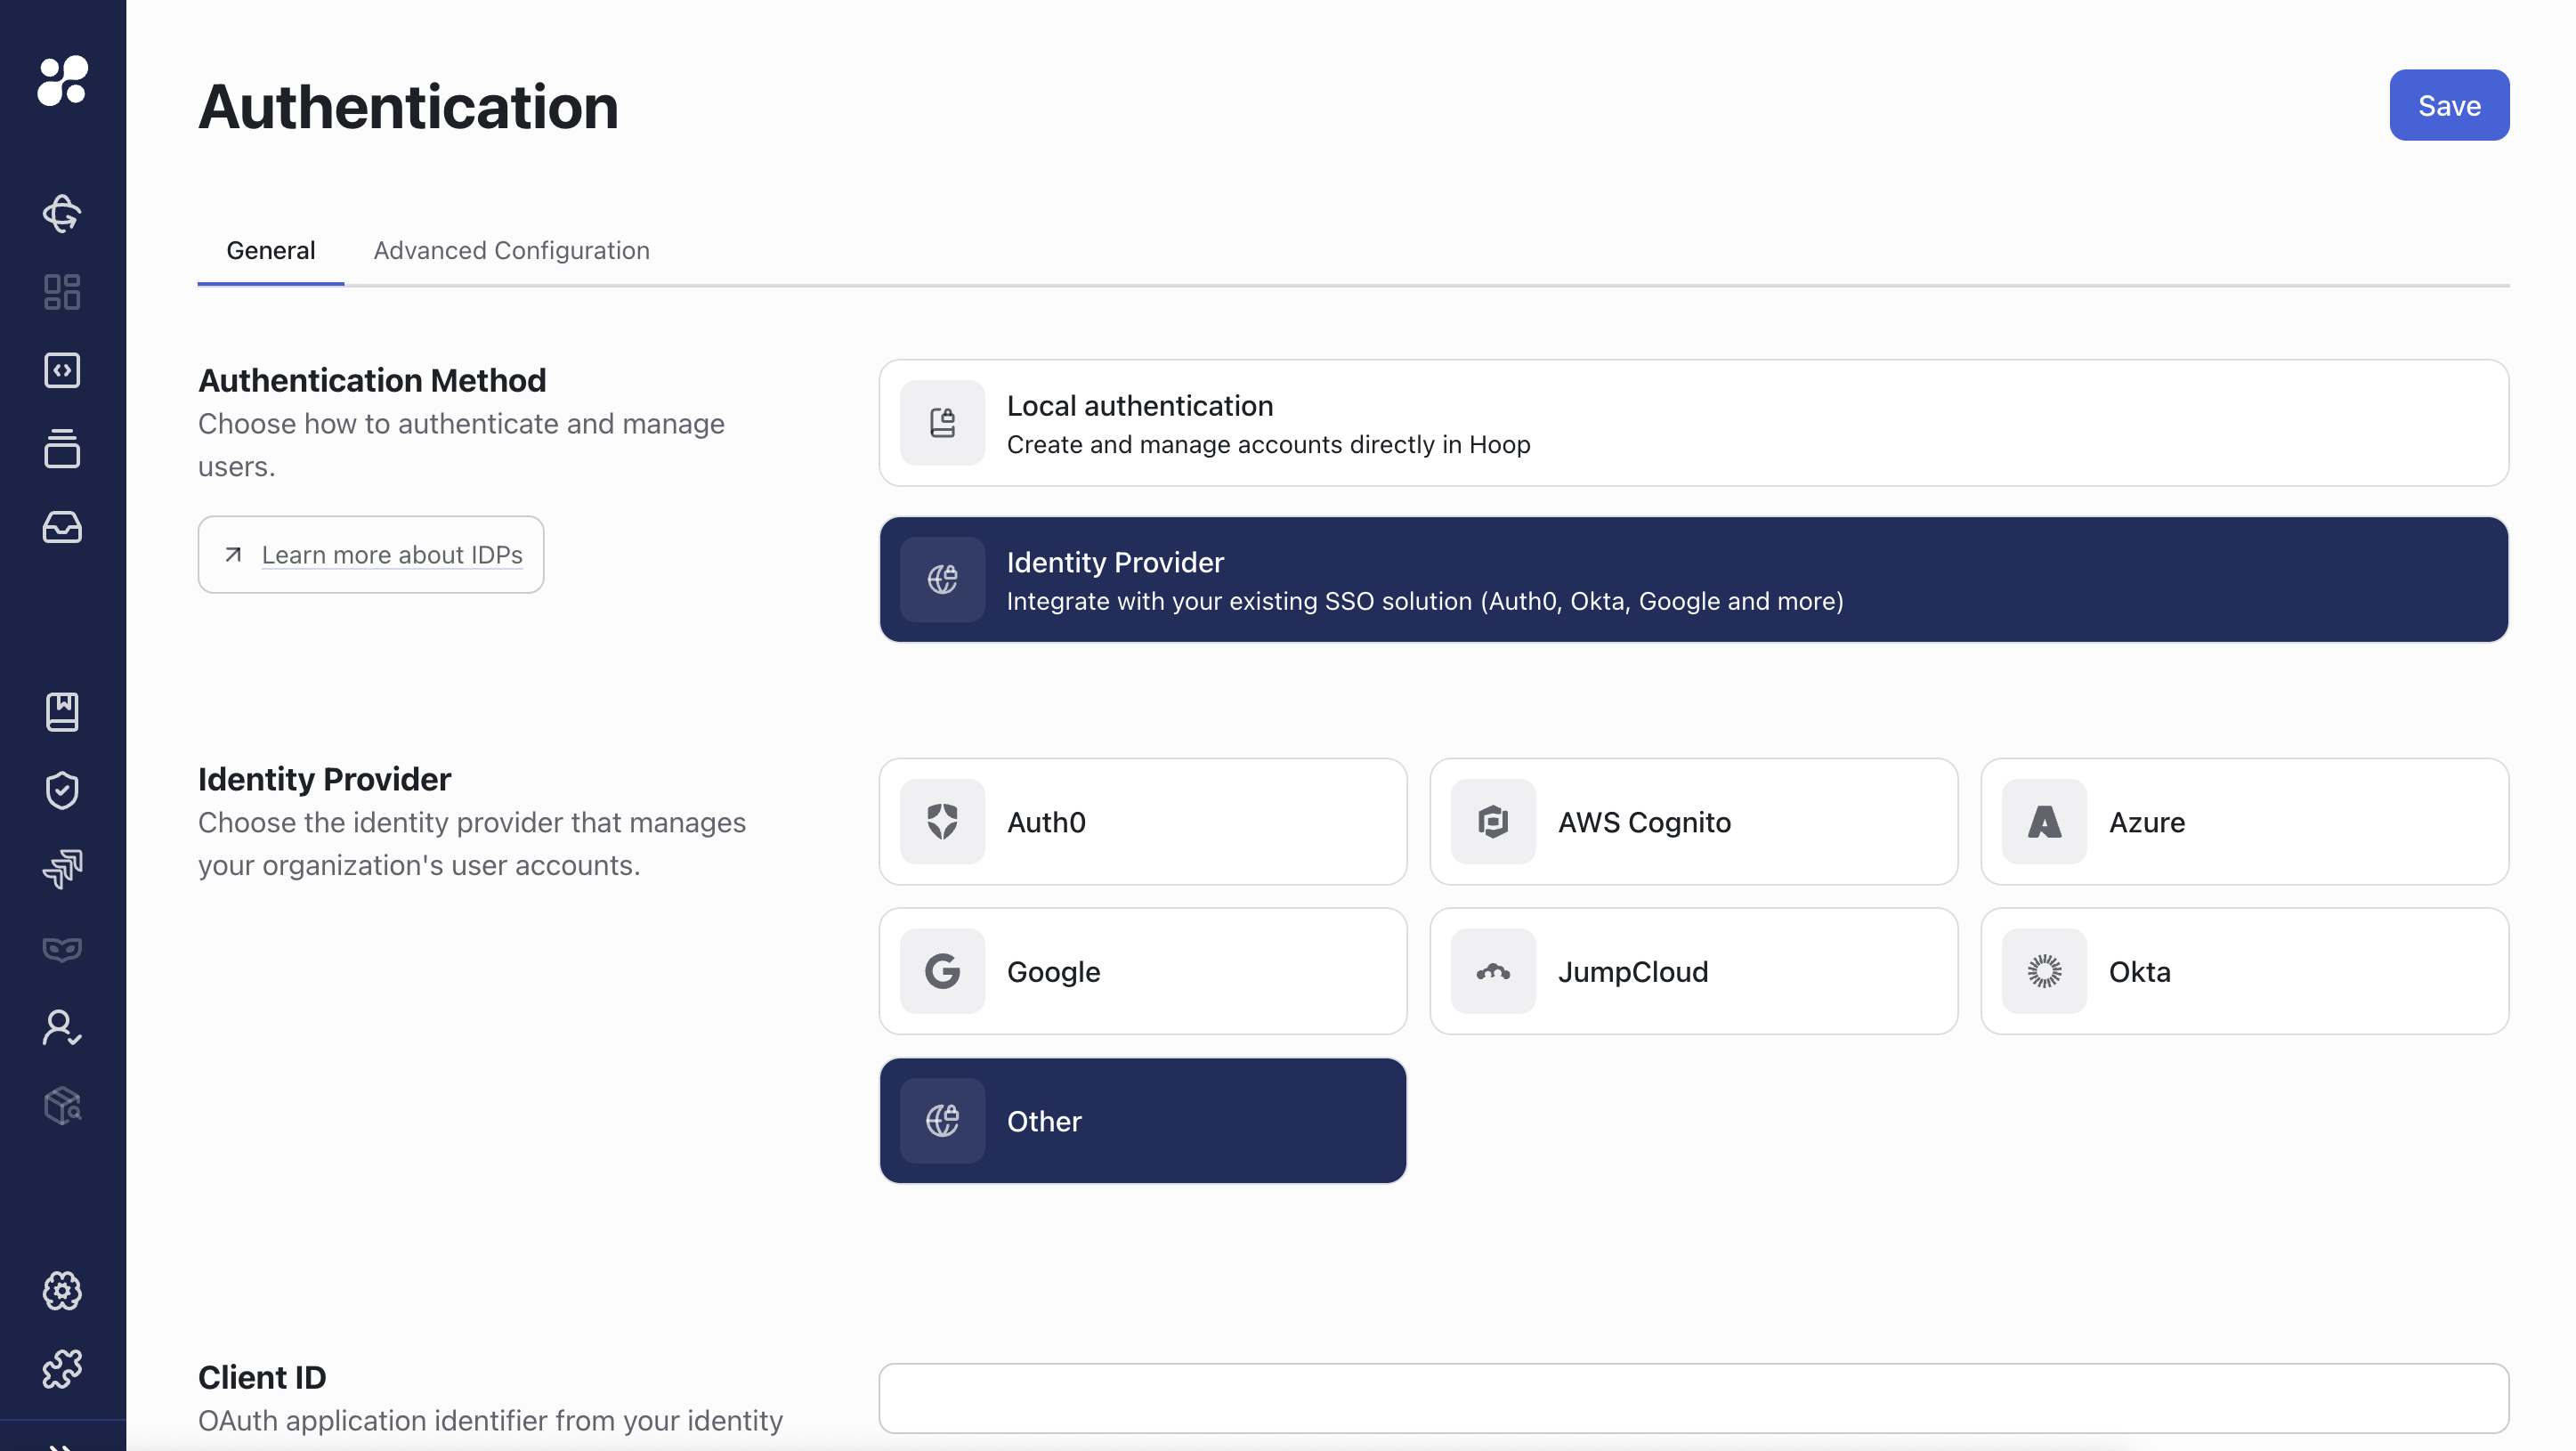 Authentication
Save
General
Advanced Configuration
Authentication Method
Choose how to authenticate and manage
users.
Learn more about IDPs
Local authentication
Create and manage accounts directly in Hoop
Identity Provider
Integrate with your existing SSO solution (Auth0, Okta, Google and more)
Identity Provider
Choose the identity provider that manages
your organization's user accounts.
Auth0
AWS Cognito
Azure
Google
JumpCloud
Okta
Other
Client ID
OAuth application identifier from your identity